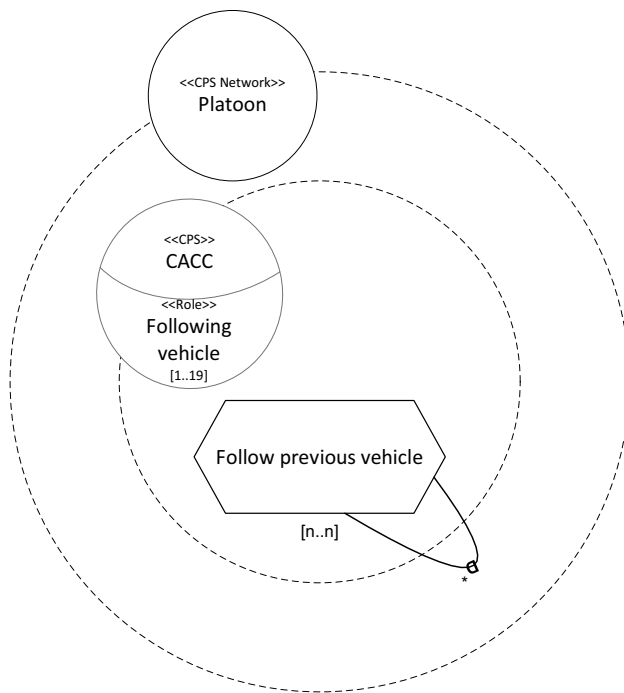 <<CPS Network>>
Platoon
<<CPS>>
CACC
<<Role>>
Following
vehicle
[1..19]
Follow previous vehicle
[n..n]
*